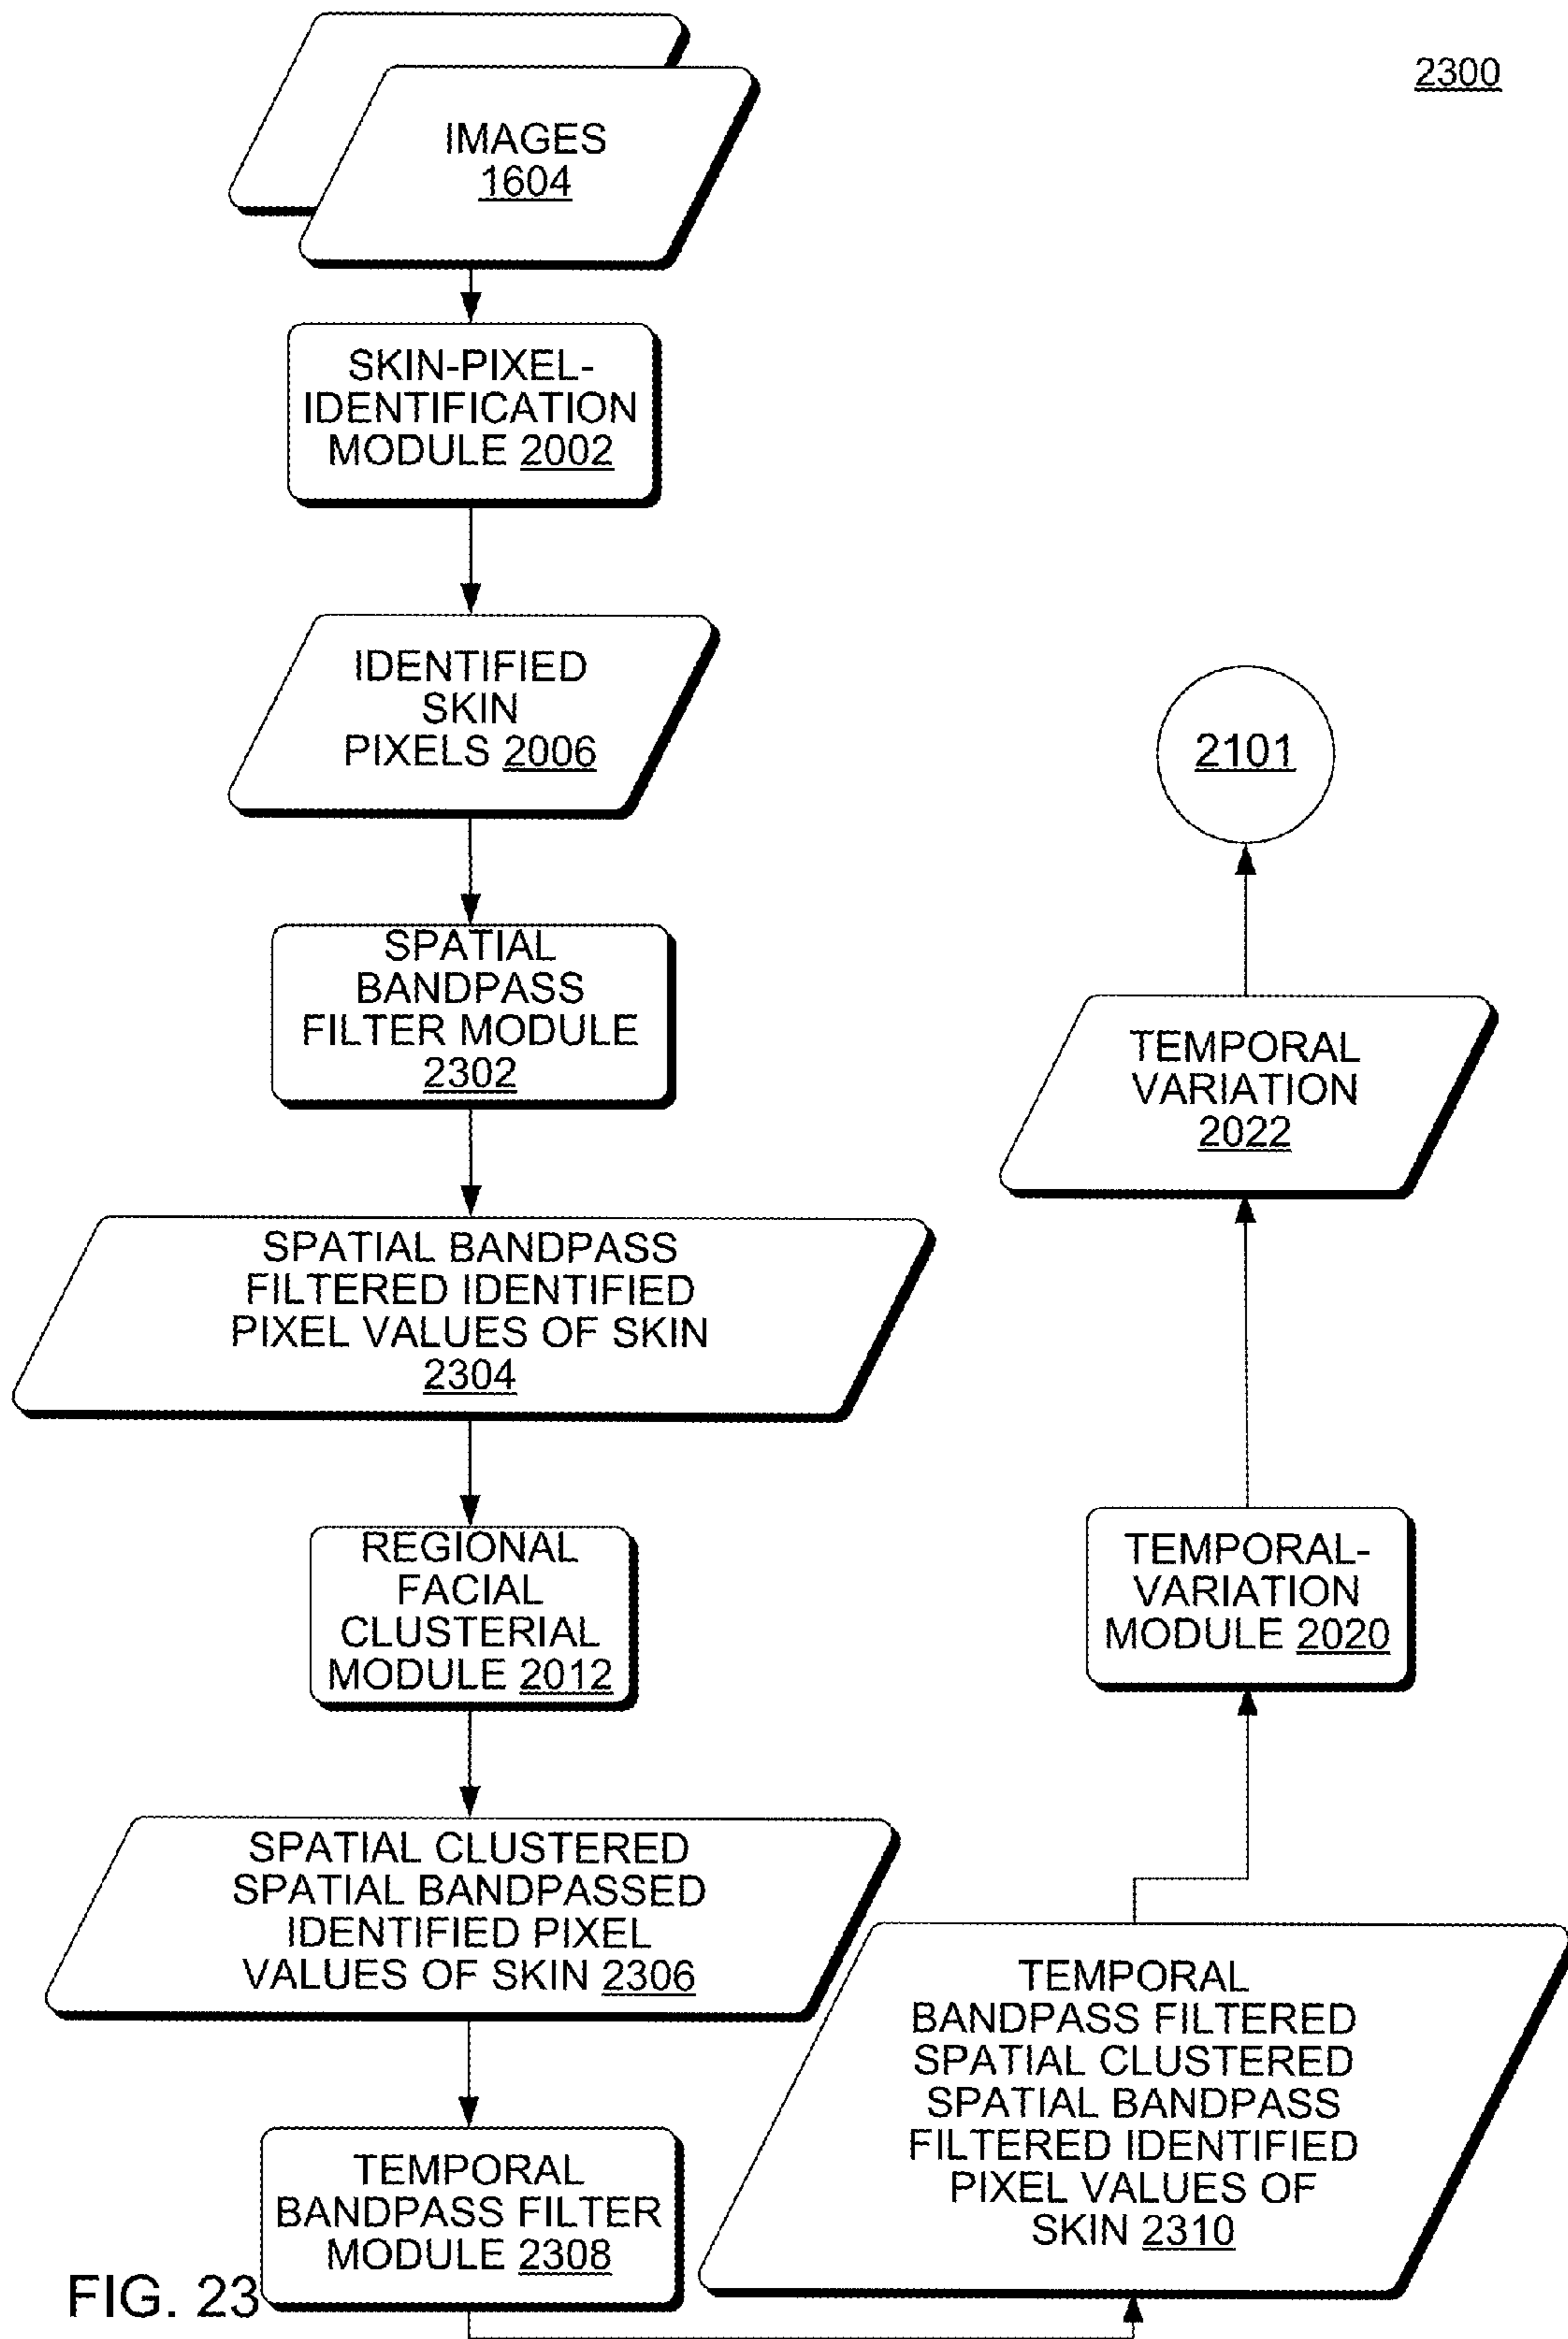 2300
IMAGES
1604
SKIN-PIXEL-
IDENTIFICATION
MODULE 2002
IDENTIFIED
SKIN
PIXELS 2006
SPATIAL
BANDPASS
FILTER MODULE
2302
SPATIAL BANDPASS
FILTERED IDENTIFIED
PIXEL VALUES OF SKIN
2304
REGIONAL
FACIAL
CLUSTERIAL
MODULE 2012
SPATIAL CLUSTERED
SPATIAL BANDPASSED
IDENTIFIED PIXEL
VALUES OF SKIN 2306
TEMPORAL
BANDPASS FILTER
MODULE 2308
TEMPORAL
BANDPASS FILTERED
SPATIAL CLUSTERED
SPATIAL BANDPASS
FILTERED IDENTIFIED
PIXEL VALUES OF
SKIN 2310
TEMPORAL-
VARIATION
MODULE 2020
TEMPORAL
VARIATION
2022
2101
FIG. 23